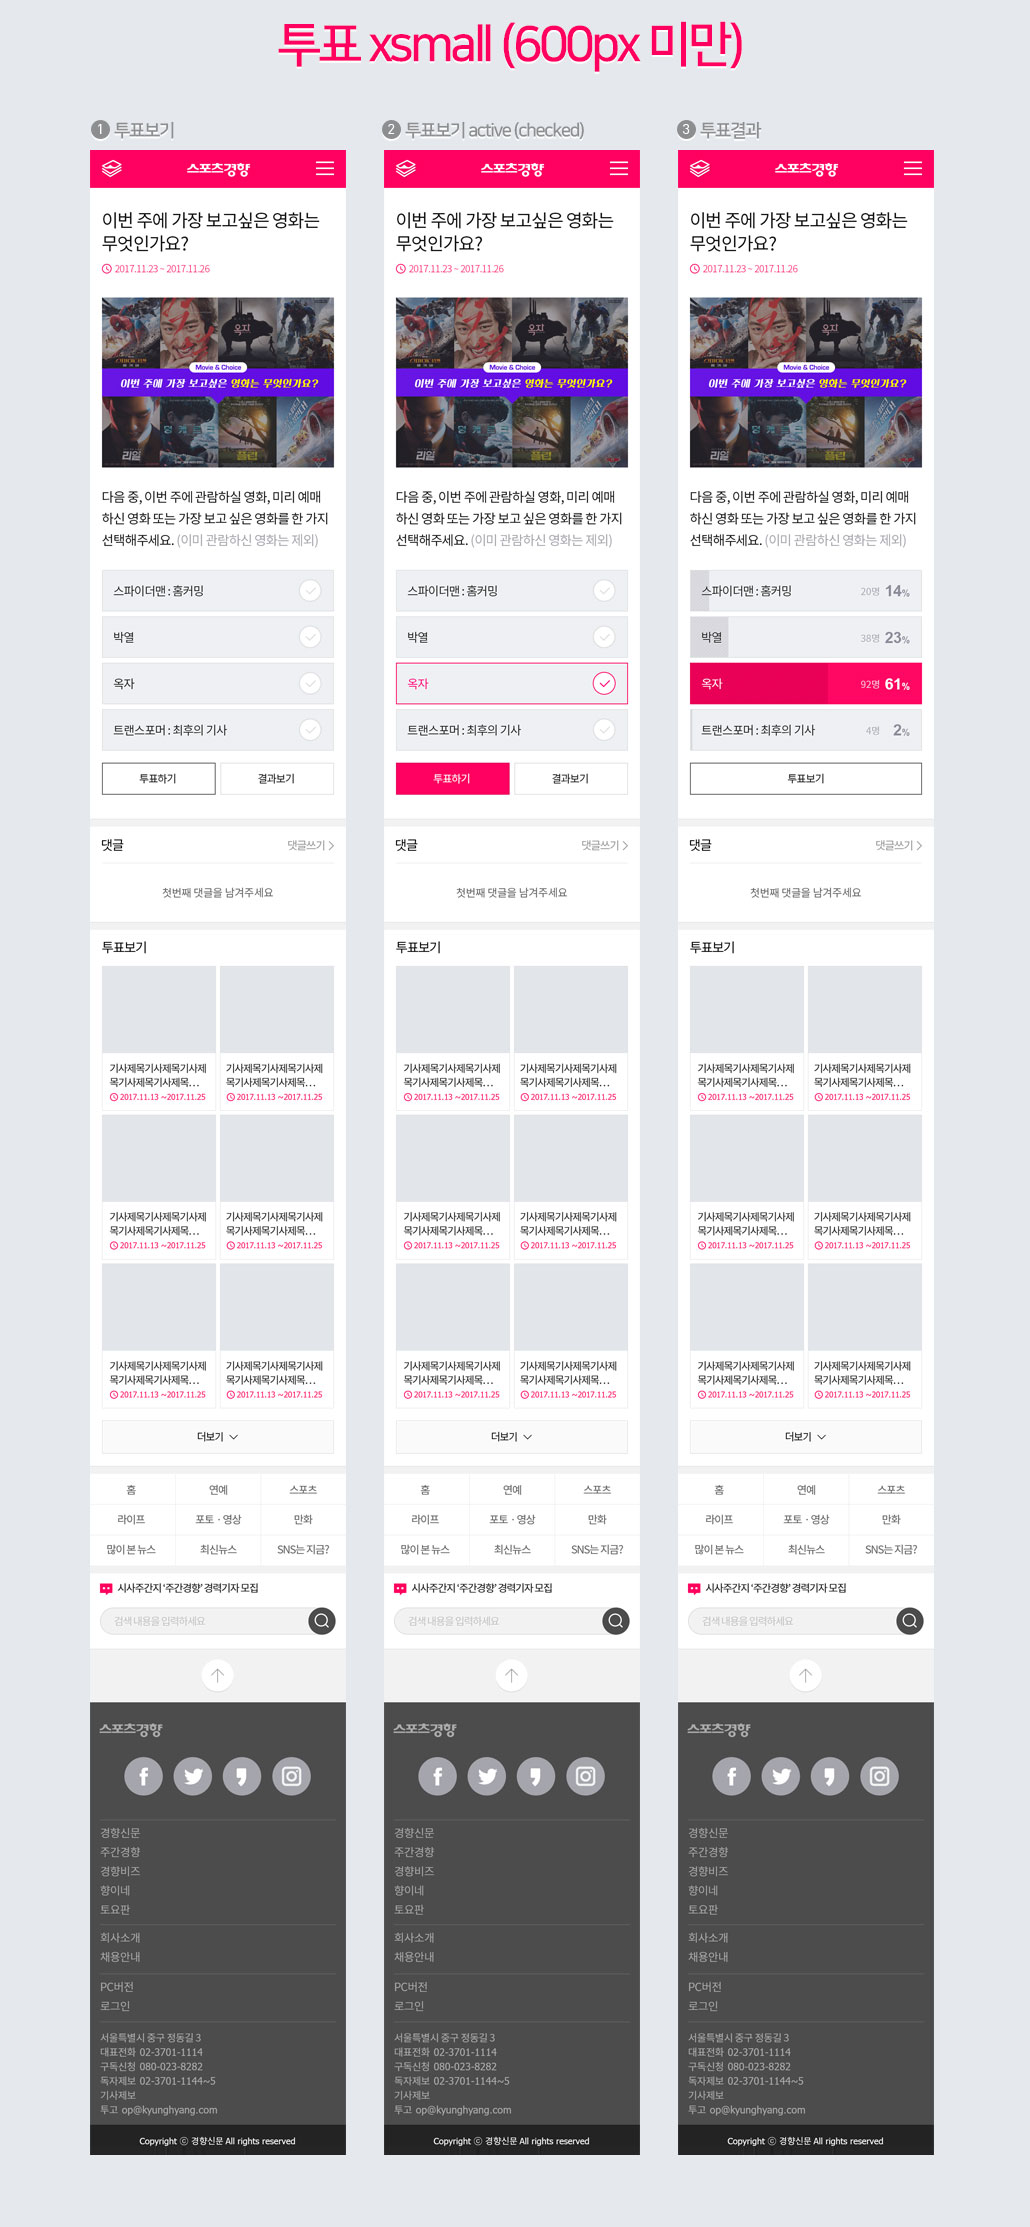 투표 xsmall (600px 미만)
1 투표보기
스포츠경향
이번 주에 가장 보고싶은 영화는
무엇인가요?
2017.11.23 ~ 2017.11.26
옥자
Movie & Choice
이번 주에 가장 보고싶은 영화는 무엇인가요?
리얼
플립
다음 중, 이번 주에 관람하실 영화, 미리 예매
하신 영화 또는 가장 보고 싶은 영화를 한 가지
선택해주세요. (이미 관람하신 영화는 제외)
스파이더맨 : 홈커밍
박열
옥자
트랜스포머 : 최후의 기사
투표하기 결과보기
댓글 댓글쓰기 >
첫번째 댓글을 남겨주세요
투표보기
기사제목기사제목기사제
목기사제목기사제목...
2017.11.13 ~2017.11.25
기사제목기사제목기사제
목기사제목기사제목...
2017.11.13 ~2017.11.25
기사제목기사제목기사제
목기사제목기사제목...
2017.11.13 ~2017.11.25
기사제목기사제목기사제
목기사제목기사제목...
2017.11.13 ~2017.11.25
기사제목기사제목기사제
목기사제목기사제목...
2017.11.13 ~2017.11.25
기사제목기사제목기사제
목기사제목기사제목...
2017.11.13 ~2017.11.25
더보기
홈 연예 스포츠
라이프 포토 · 영상 만화
많이 본 뉴스 최신뉴스 SNS는 지금?
시사주간지 '주간경향' 경력기자 모집
검색 내용을 입력하세요
스포츠경향
경향신문
주간경향
경향비즈
향이네
토요판
회사소개
채용안내
PC버전
로그인
서울특별시 중구 정동길 3
대표전화 02-3701-1114
구독신청 080-023-8282
독자제보 02-3701-1144~5
기사제보
투고 op@kyunghyang.com
Copyright ⓒ 경향신문 All rights reserved
2 투표보기 active (checked)
스포츠경향
이번 주에 가장 보고싶은 영화는
무엇인가요?
2017.11.23 ~ 2017.11.26
옥자
Movie & Choice
이번 주에 가장 보고싶은 영화는 무엇인가요?
리얼
플립
다음 중, 이번 주에 관람하실 영화, 미리 예매
하신 영화 또는 가장 보고 싶은 영화를 한 가지
선택해주세요. (이미 관람하신 영화는 제외)
스파이더맨 : 홈커밍
박열
옥자
트랜스포머 : 최후의 기사
투표하기 결과보기
댓글 댓글쓰기 >
첫번째 댓글을 남겨주세요
투표보기
기사제목기사제목기사제
목기사제목기사제목...
2017.11.13 ~2017.11.25
기사제목기사제목기사제
목기사제목기사제목...
2017.11.13 ~2017.11.25
기사제목기사제목기사제
목기사제목기사제목...
2017.11.13 ~2017.11.25
기사제목기사제목기사제
목기사제목기사제목...
2017.11.13 ~2017.11.25
기사제목기사제목기사제
목기사제목기사제목...
2017.11.13 ~2017.11.25
기사제목기사제목기사제
목기사제목기사제목...
2017.11.13 ~2017.11.25
더보기
홈 연예 스포츠
라이프 포토 · 영상 만화
많이 본 뉴스 최신뉴스 SNS는 지금?
시사주간지 '주간경향' 경력기자 모집
검색 내용을 입력하세요
스포츠경향
경향신문
주간경향
경향비즈
향이네
토요판
회사소개
채용안내
PC버전
로그인
서울특별시 중구 정동길 3
대표전화 02-3701-1114
구독신청 080-023-8282
독자제보 02-3701-1144~5
기사제보
투고 op@kyunghyang.com
Copyright ⓒ 경향신문 All rights reserved
3 투표결과
스포츠경향
이번 주에 가장 보고싶은 영화는
무엇인가요?
2017.11.23 ~ 2017.11.26
옥자
Movie & Choice
이번 주에 가장 보고싶은 영화는 무엇인가요?
리얼
플립
다음 중, 이번 주에 관람하실 영화, 미리 예매
하신 영화 또는 가장 보고 싶은 영화를 한 가지
선택해주세요. (이미 관람하신 영화는 제외)
스파이더맨 : 홈커밍 20명 14%
박열 38명 23%
옥자 92명 61%
트랜스포머 : 최후의 기사 4명 2%
투표보기
댓글 댓글쓰기 >
첫번째 댓글을 남겨주세요
투표보기
기사제목기사제목기사제
목기사제목기사제목...
2017.11.13 ~2017.11.25
기사제목기사제목기사제
목기사제목기사제목...
2017.11.13 ~2017.11.25
기사제목기사제목기사제
목기사제목기사제목...
2017.11.13 ~2017.11.25
기사제목기사제목기사제
목기사제목기사제목...
2017.11.13 ~2017.11.25
기사제목기사제목기사제
목기사제목기사제목...
2017.11.13 ~2017.11.25
기사제목기사제목기사제
목기사제목기사제목...
2017.11.13 ~2017.11.25
더보기
홈 연예 스포츠
라이프 포토 · 영상 만화
많이 본 뉴스 최신뉴스 SNS는 지금?
시사주간지 '주간경향' 경력기자 모집
검색 내용을 입력하세요
스포츠경향
경향신문
주간경향
경향비즈
향이네
토요판
회사소개
채용안내
PC버전
로그인
서울특별시 중구 정동길 3
대표전화 02-3701-1114
구독신청 080-023-8282
독자제보 02-3701-1144~5
기사제보
투고 op@kyunghyang.com
Copyright ⓒ 경향신문 All rights reserved